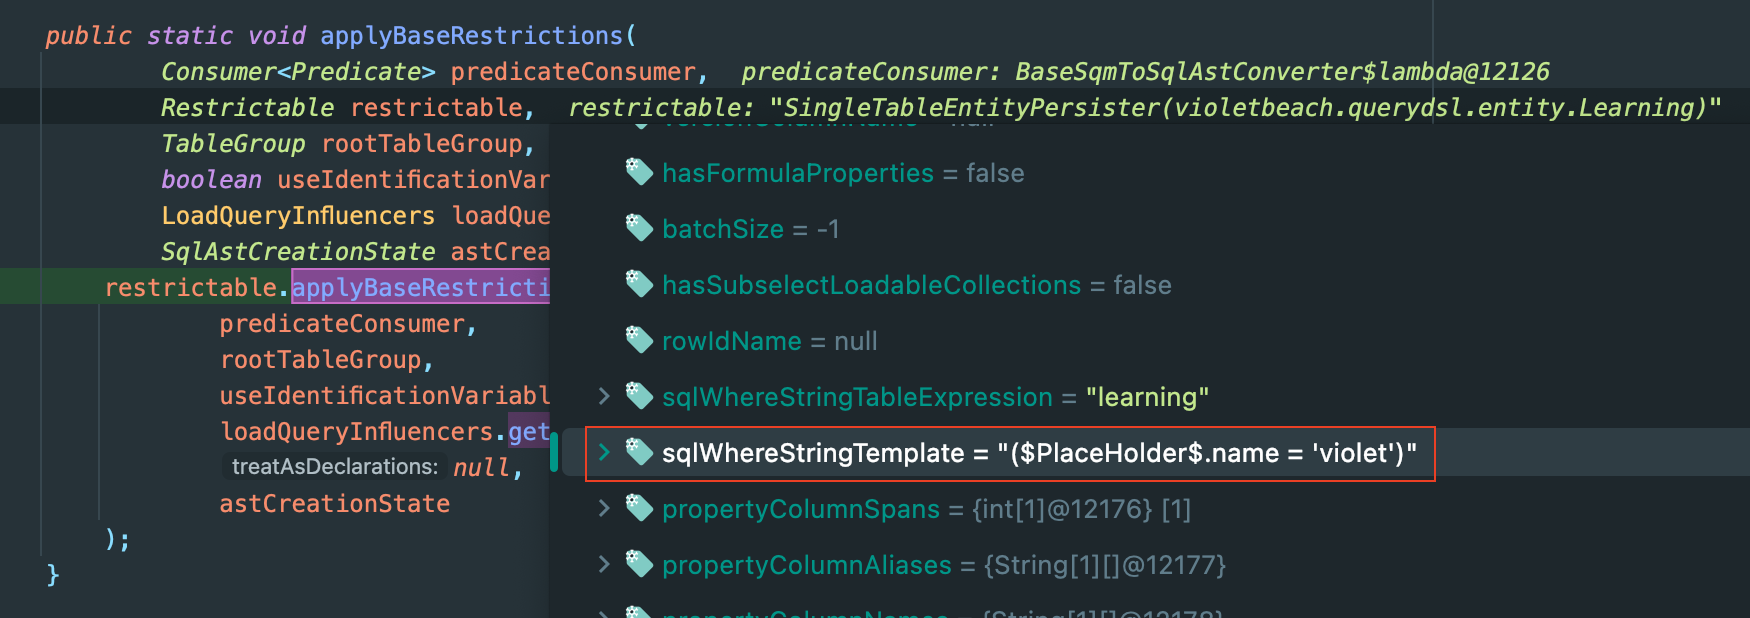 public static void applyBaseRestrictions(
Consumer<Predicate> predicateConsumer, predicateConsumer: BaseSqmToSqlAstConverter$lambda@12126
Restrictable restrictable, restrictable: "SingleTableEntityPersister(violetbeach.querydsl.entity.Learning)"
TableGroup rootTableGroup,
hasFormulaProperties = false
boolean useIdentificationVar
LoadQueryInfluencers loadQue
batchSize = -1
SqlAstCreationState astCrea
restrictable.applyBaseRestricti
hasSubselectLoadableCollections = false
predicateConsumer,
rowIdName = null
rootTableGroup,
useIdentificationVariabl
sqlWhereStringTableExpression = "learning"
loadQueryInfluencers.get
sqlWhereStringTemplate = "($PlaceHolder$.name = 'violet')"
treatAsDeclarations: null,
astCreationState
propertyColumnSpans = {int[1]@12176} [1]
);
propertyColumnAliases = {String[1][]@12177}
}